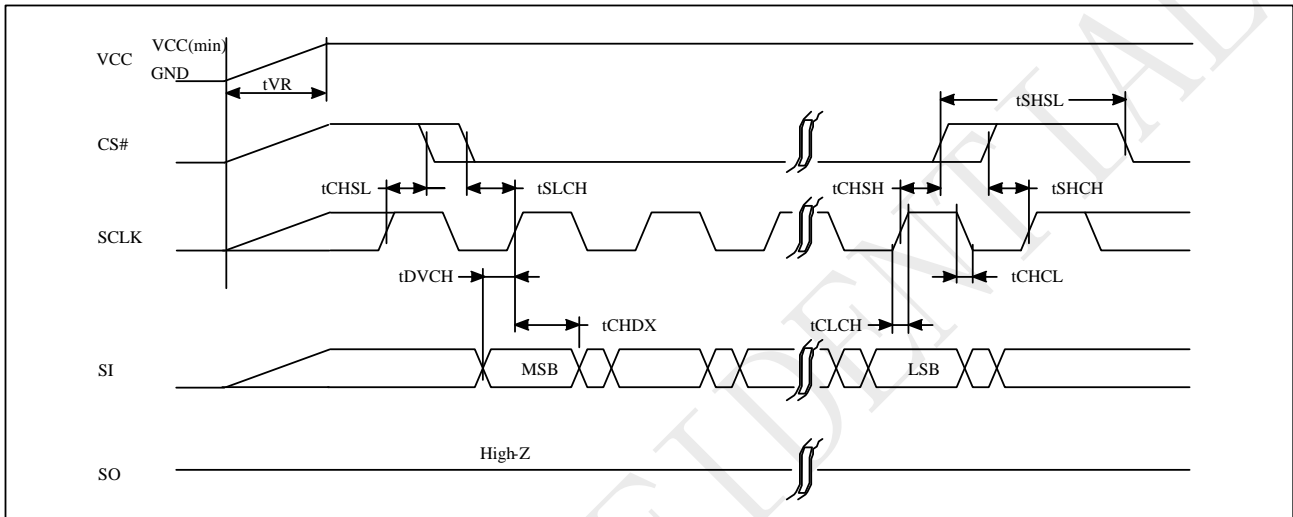 VCC
VCC(min)
GND
tVR
tSHSL
CS#
tCHSL
tSLCH
tCHSH
tSHCH
SCLK
tDVCH
tCHCL
tCHDX
tCLCH
SI
MSB
LSB
High-Z
SO
IDENTIAL